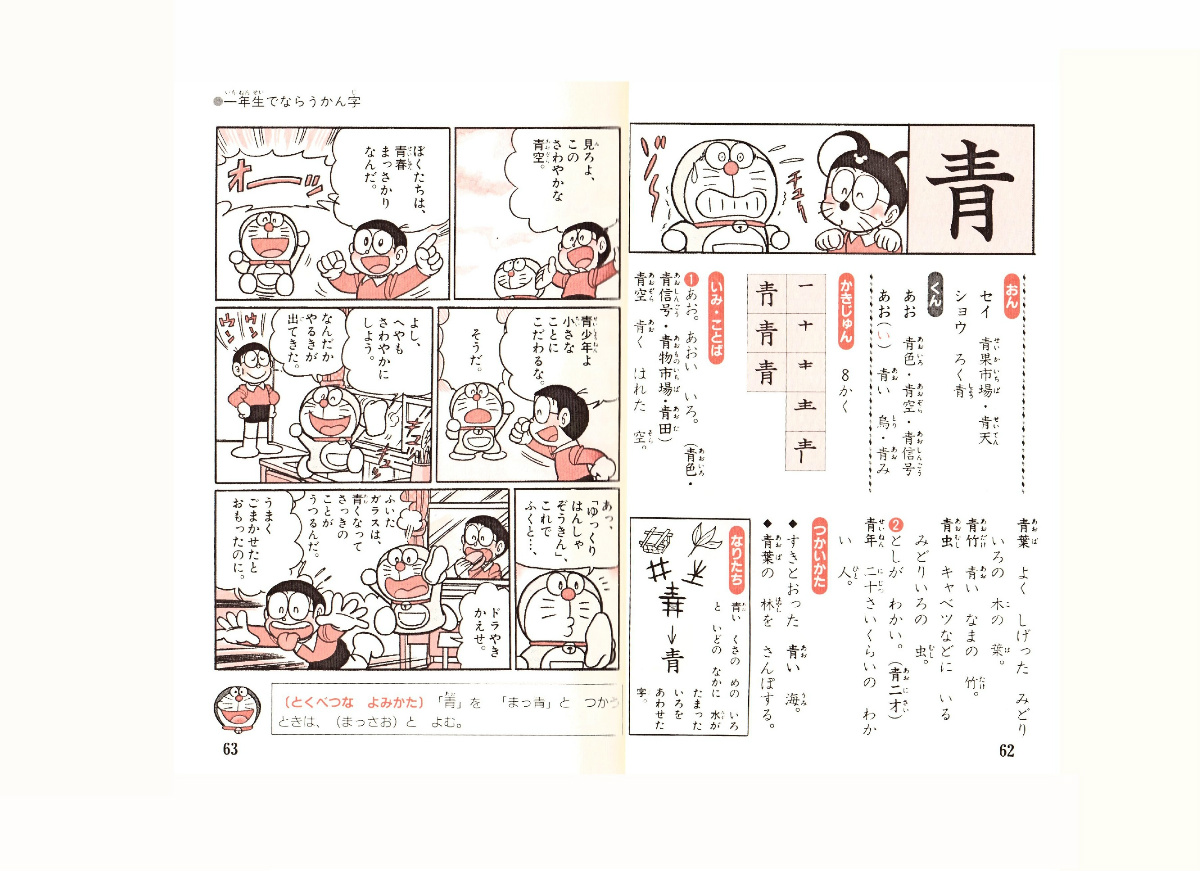 青
ヂ〜ッ
チュ〜
おん
セイ 青果市場・青天
ショウ ろく青
くん
あお 青色・青空・青信号
あお(い) 青い 鳥・青み
かきじゅん
8かく
いみ・ことば
❶あお。あおい いろ。(青色・
青信号・青物市場・青田)
青空 青く はれた 空。
青葉 よく しげった みどり
いろの 木の 葉。
青竹 青い なまの 竹。
青虫 キャベツなどに いる
みどりいろの 虫。
❷としが わかい。(青二才)
青年 二十さいくらいの わか
い 人。
つかいかた
◆すきとおった 青い 海。
◆青葉の 林を さんぽする。
なりたち
青い くさの めの いろ
と いどの なかに 水が
たまった
いろを
あわせた
字。
62
●一年生でならうかん字
見ろよ、
この
さわやかな
青空。
ぼくたちは、
青春
まっさかり
なんだ。
オーッ
青少年よ
小さな
ことに
こだわるな。
そうだ。
よし、
へやも
さわやかに
しよう。
なんだか
やるきが
出てきた。
あっ、
「ゆっくり
はんしゃ
ぞうきん」、
これで
ふくと…、
ふいた
ガラスは、
青くなって
さっきの
ことが
うつるんだ。
うまく
ごまかせたと
おもったのに。
ドラやき
かえせ。
(とくべつな よみかた) 「青」を 「まっ青」と つかう
ときは、(まっさお)と よむ。
63